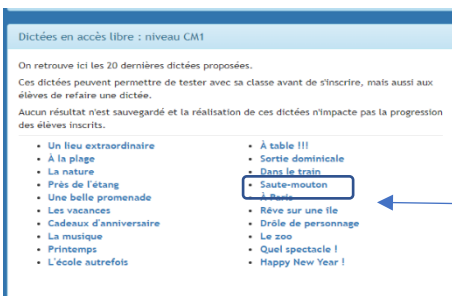 Dictées en accès libre : niveau CM1
On retrouve ici les 20 dernières dictées proposées.
Ces dictées peuvent permettre de tester avec sa classe avant de s'inscrire, mais aussi aux
élèves de refaire une dictée.
Aucun résultat n'est sauvegardé et la réalisation de ces dictées n'impacte pas la progression
des élèves inscrits.
Un lieu extraordinaire
À la plage
La nature
Près de l'étang
Une belle promenade
Les vacances
Cadeaux d'anniversaire
La musique
Printemps
L'école autrefois
À table !!!
Sortie dominicale
Dans le train
Saute-mouton
À Paris
Rêve sur une île
Drôle de personnage
Le zoo
Quel spectacle !
Happy New Year !